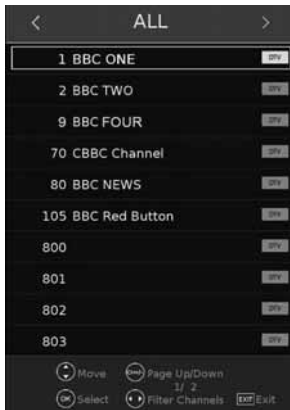 < ALL >
1 BBC ONE DTV
2 BBC TWO DTV
9 BBC FOUR DTV
70 CBBC Channel DTV
80 BBC NEWS DTV
105 BBC Red Button DTV
800 DTV
801 DTV
802 DTV
803 DTV
Move Page Up/Down
1/ 2
OK Select Filter Channels EXIT Exit